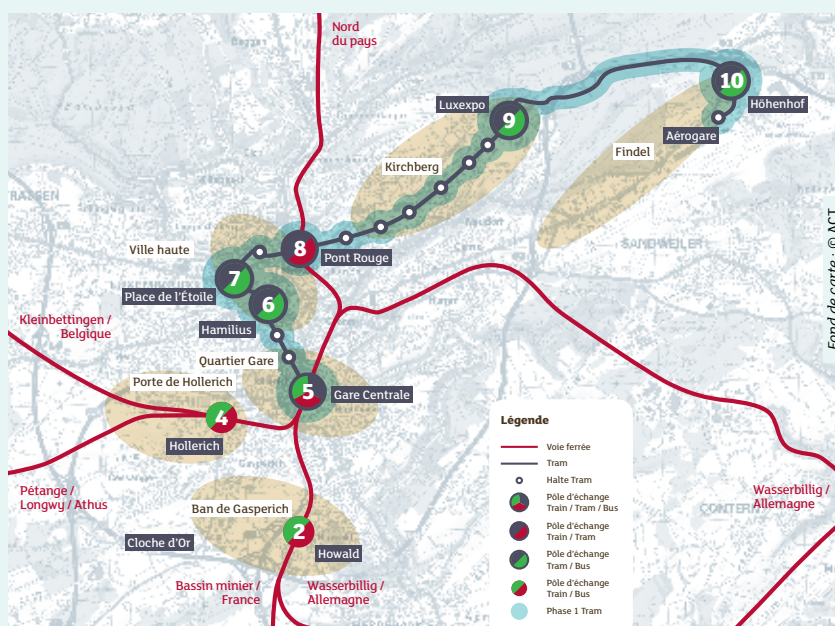 Nord
du pays
10
Luxexpo
Höhenhof
9
Aérogare
Findel
Kirchberg
STRASSEN
SANDWEILER
Ville haute
8
Pont Rouge
7
Place de l'Étoile
6
Hamilius
Kleinbettingen /
Belgique
Quartier Gare
Porte de Hollerich
5
Gare Centrale
4
Hollerich
Pétange /
Longwy / Athus
Ban de Gasperich
2
Cloche d'Or
Howald
Bassin minier /
France
Wasserbillig /
Allemagne
Wasserbillig /
Allemagne
CONTERN
Légende
Voie ferrée
Tram
Halte Tram
Pôle d'échange
Train / Tram / Bus
Pôle d'échange
Train / Tram
Pôle d'échange
Tram / Bus
Pôle d'échange
Train / Bus
Phase 1 Tram
Fond de carte : © ACT